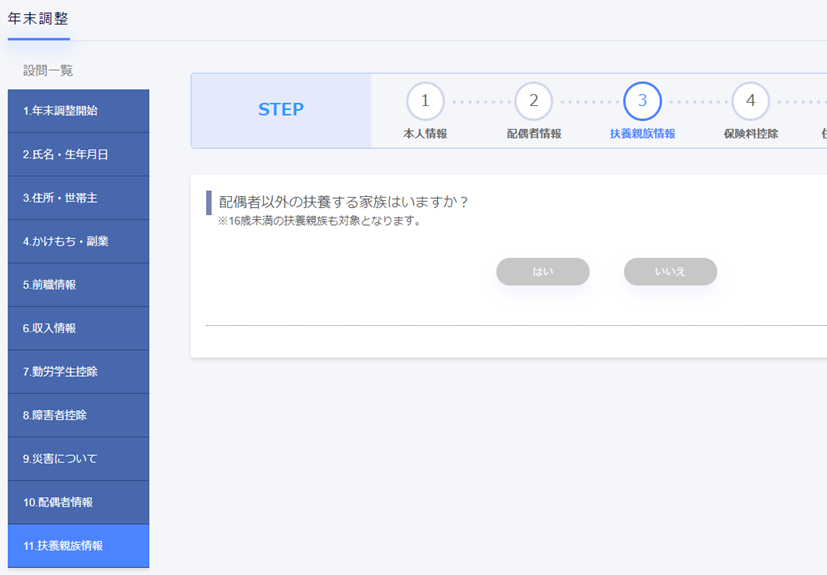 年末調整
設問一覧
1.年末調整開始
2.氏名・生年月日
3.住所・世帯主
4.かけもち・副業
5.前職情報
6.収入情報
7.勤労学生控除
8.障害者控除
9.災害について
10.配偶者情報
11.扶養親族情報
STEP
1
本人情報
2
配偶者情報
3
扶養親族情報
4
保険料控除
配偶者以外の扶養する家族はいますか？
※16歳未満の扶養親族も対象となります。
はい
いいえ